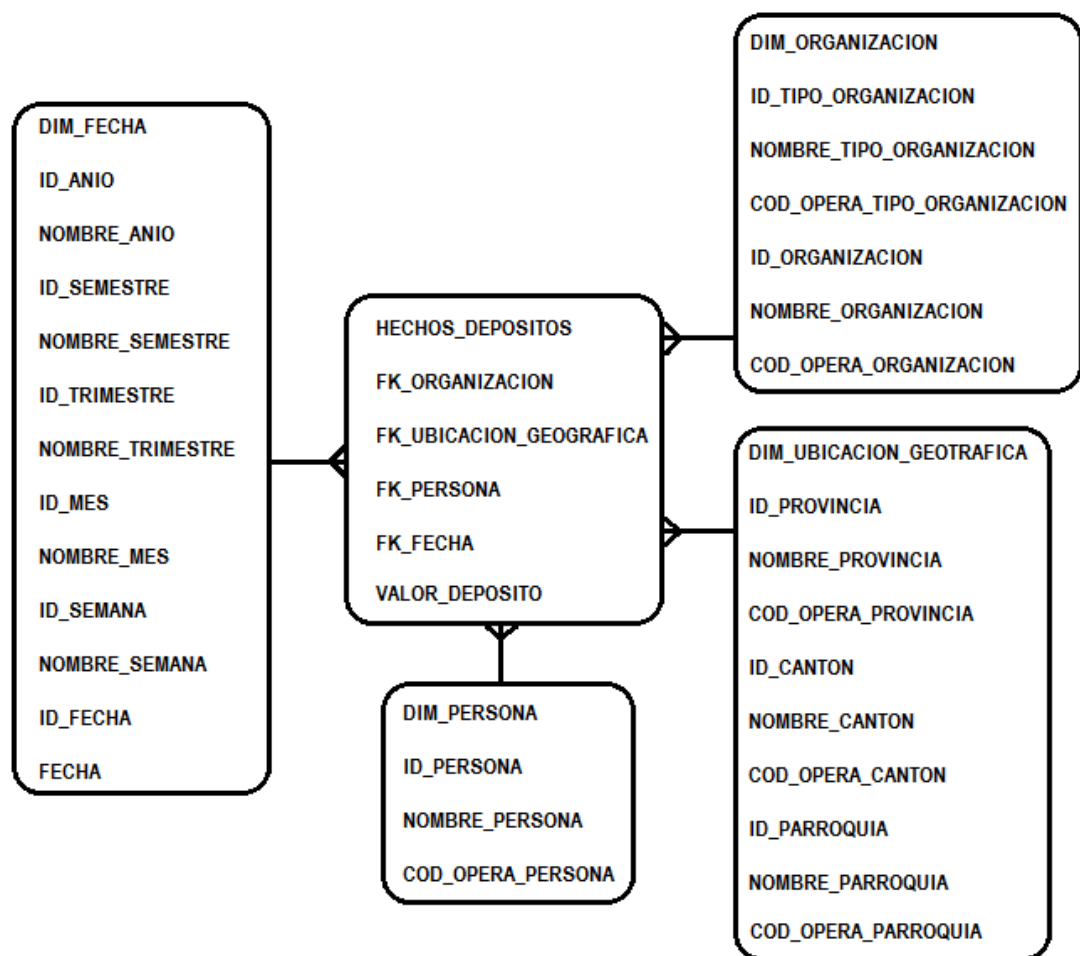 DIM_FECHA
ID_ANIO
NOMBRE_ANIO
ID_SEMESTRE
NOMBRE_SEMESTRE
ID_TRIMESTRE
NOMBRE_TRIMESTRE
ID_MES
NOMBRE_MES
ID_SEMANA
NOMBRE_SEMANA
ID_FECHA
FECHA
HECHOS_DEPOSITOS
FK_ORGANIZACION
FK_UBICACION_GEOGRAFICA
FK_PERSONA
FK_FECHA
VALOR_DEPOSITO
DIM_PERSONA
ID_PERSONA
NOMBRE_PERSONA
COD_OPERA_PERSONA
DIM_ORGANIZACION
ID_TIPO_ORGANIZACION
NOMBRE_TIPO_ORGANIZACION
COD_OPERA_TIPO_ORGANIZACION
ID_ORGANIZACION
NOMBRE_ORGANIZACION
COD_OPERA_ORGANIZACION
DIM_UBICACION_GEOTRAFICA
ID_PROVINCIA
NOMBRE_PROVINCIA
COD_OPERA_PROVINCIA
ID_CANTON
NOMBRE_CANTON
COD_OPERA_CANTON
ID_PARROQUIA
NOMBRE_PARROQUIA
COD_OPERA_PARROQUIA